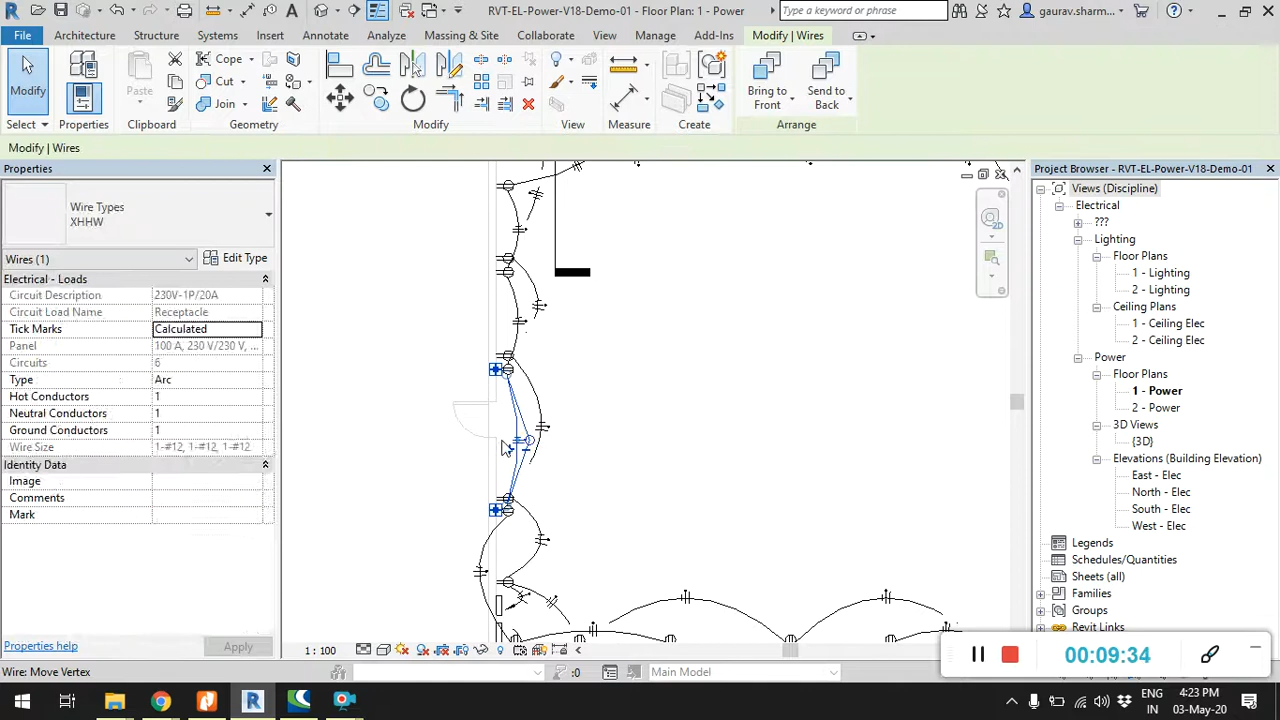 RVT-EL-Power-V18-Demo-01 - Floor Plan: 1 - Power
Type a keyword or phrase
gaurav.sharm...
File
Architecture
Structure
Systems
Insert
Annotate
Analyze
Massing & Site
Collaborate
View
Manage
Add-Ins
Modify | Wires
Modify
Paste
Cope
Cut
Join
Bring to
Front
Send to
Back
Select
Properties
Clipboard
Geometry
Modify
View
Measure
Create
Arrange
Modify | Wires
Properties
Wire Types
XHHW
Wires (1)
Edit Type
Electrical - Loads
Circuit Description 230V-1P/20A
Circuit Load Name Receptacle
Tick Marks Calculated
Panel 100 A, 230 V/230 V, ...
Circuits 6
Type Arc
Hot Conductors 1
Neutral Conductors 1
Ground Conductors 1
Wire Size 1-#12, 1-#12, 1-#12
Identity Data
Image
Comments
Mark
Properties help
Apply
2D
Project Browser - RVT-EL-Power-V18-Demo-01
Views (Discipline)
Electrical
???
Lighting
Floor Plans
1 - Lighting
2 - Lighting
Ceiling Plans
1 - Ceiling Elec
2 - Ceiling Elec
Power
Floor Plans
1 - Power
2 - Power
3D Views
{3D}
Elevations (Building Elevation)
East - Elec
North - Elec
South - Elec
West - Elec
Legends
Schedules/Quantities
Sheets (all)
Families
Groups
Revit Links
1 : 100
00:09:34
Wire: Move Vertex
:0
Main Model
ENG
IN
4:23 PM
03-May-20